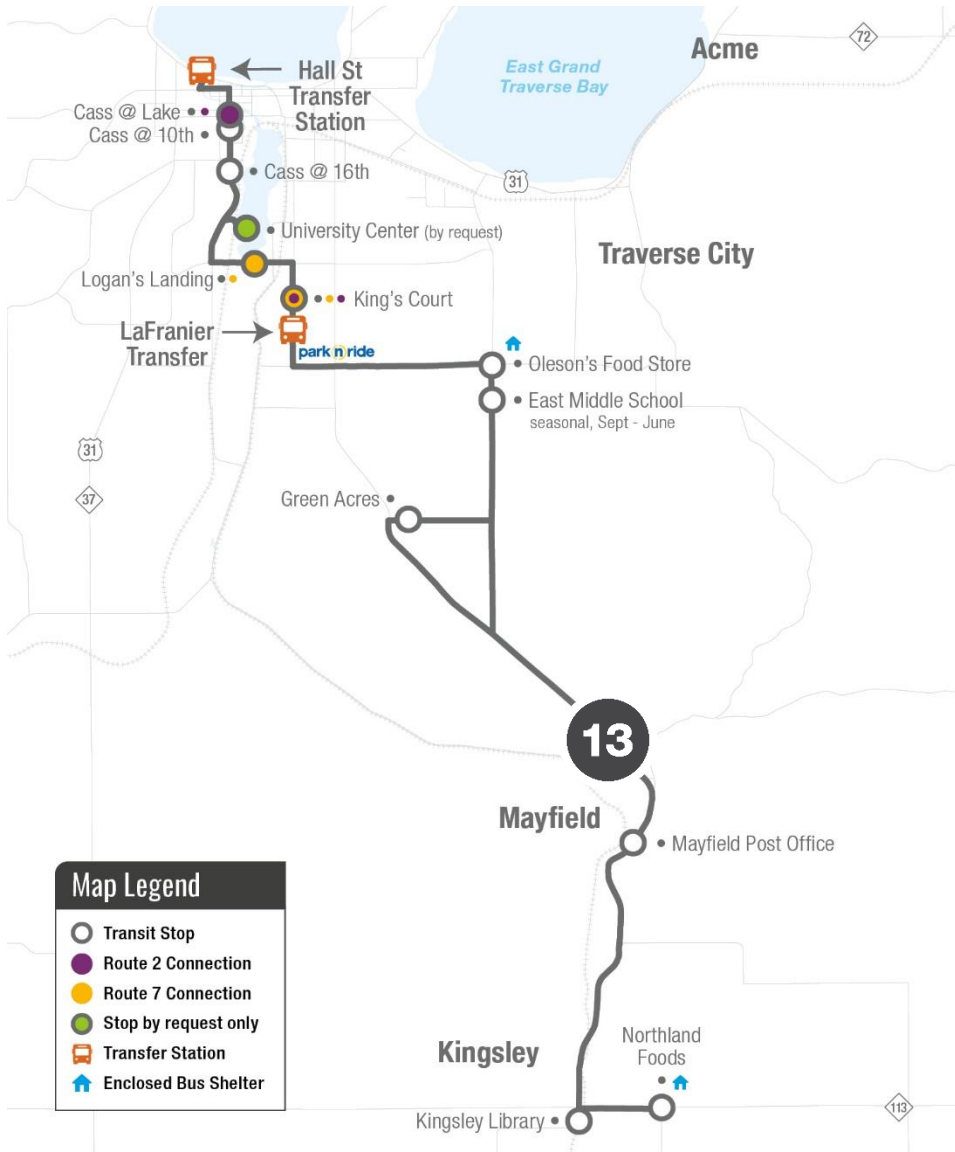 Acme
72
East Grand
Traverse Bay
Hall St
Transfer
Station
Cass @ Lake
Cass @ 10th
Cass @ 16th
31
University Center (by request)
Traverse City
Logan's Landing
King's Court
LaFranier
Transfer
park n ride
Oleson's Food Store
East Middle School
seasonal, Sept - June
31
37
Green Acres
13
Mayfield
Mayfield Post Office
Kingsley
Northland
Foods
Kingsley Library
113
Map Legend
Transit Stop
Route 2 Connection
Route 7 Connection
Stop by request only
Transfer Station
Enclosed Bus Shelter